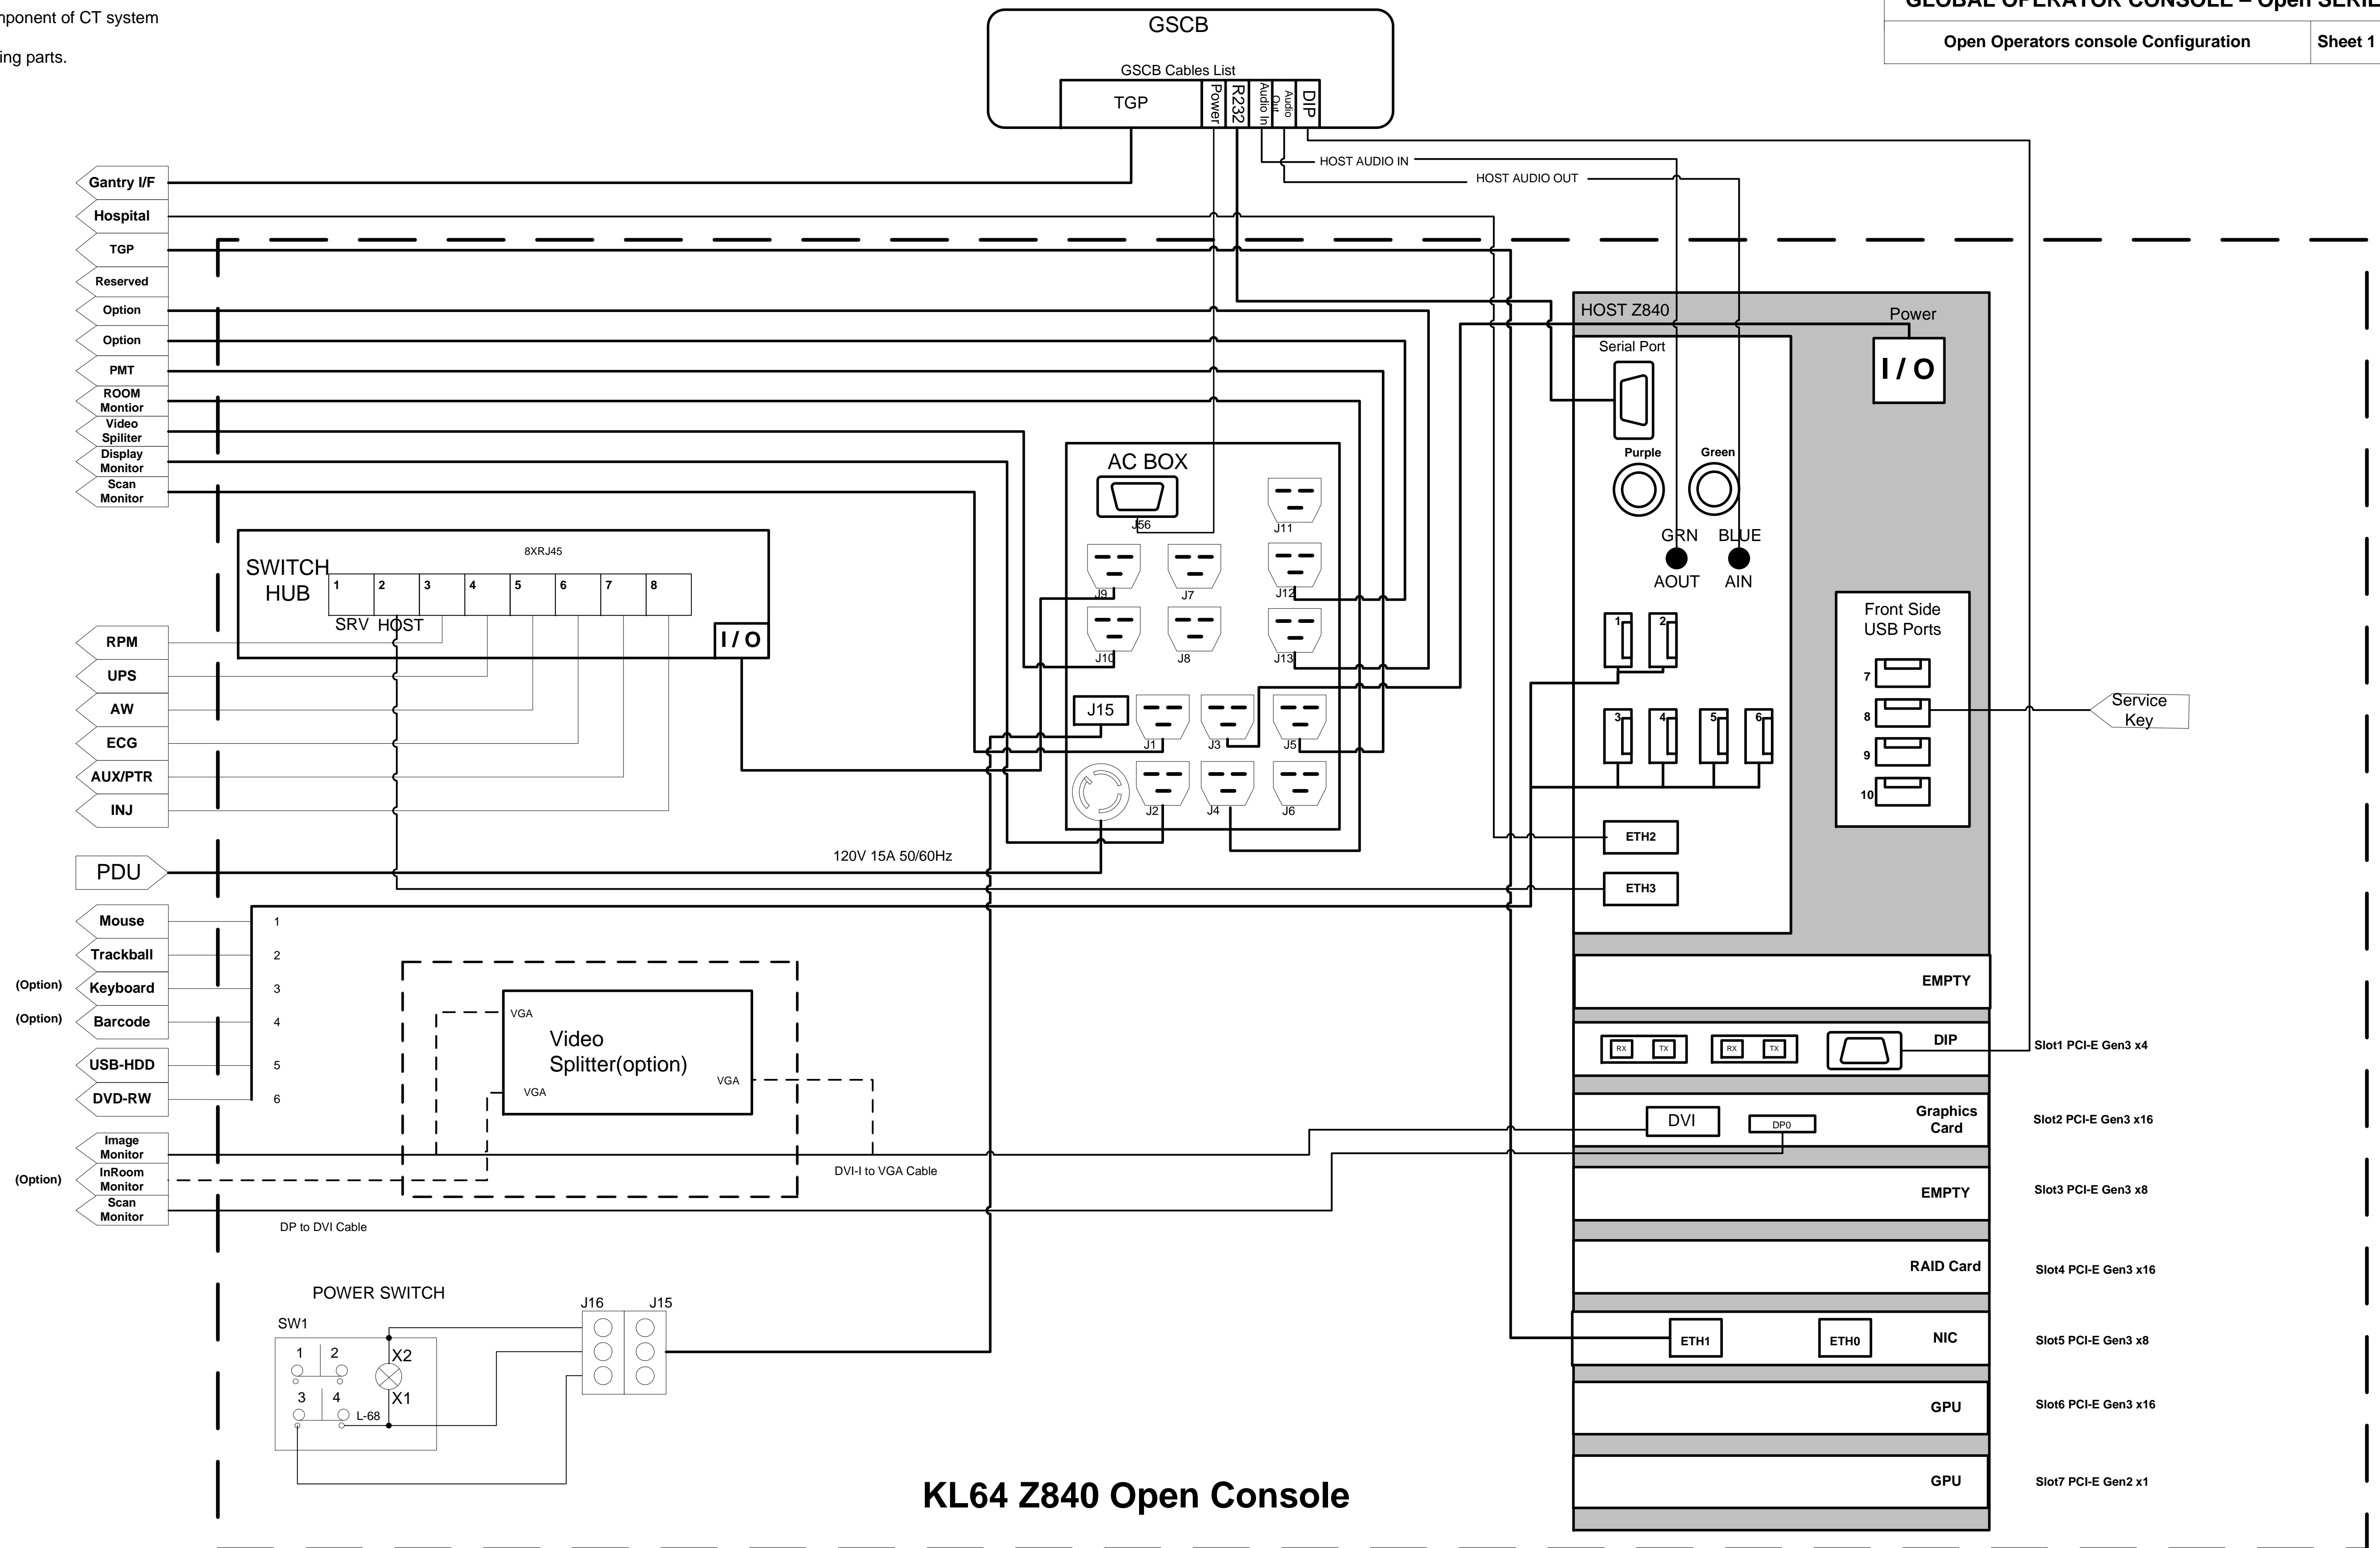 mponent of CT system
ing parts.
GLOBAL OPERATOR CONSOLE – Open SERIE
Open Operators console Configuration
Sheet 1
GSCB
GSCB Cables List
TGP
Power
R232
Audio In
Audio
Out
DIP
HOST AUDIO IN
HOST AUDIO OUT
Gantry I/F
Hospital
TGP
Reserved
Option
Option
PMT
ROOM
Montior
Video
Spiliter
Display
Monitor
Scan
Monitor
SWITCH
HUB
8XRJ45
1
2
3
4
5
6
7
8
SRV
HOST
I / O
RPM
UPS
AW
ECG
AUX/PTR
INJ
PDU
120V 15A 50/60Hz
AC BOX
J56
J11
J9
J7
J12
J10
J8
J13
J15
J1
J3
J5
J2
J4
J6
HOST Z840
Power
I / O
Serial Port
Purple
Green
GRN
BLUE
AOUT
AIN
1
2
3
4
5
6
Front Side
USB Ports
7
8
9
10
Service
Key
ETH2
ETH3
Mouse
1
Trackball
2
(Option)
Keyboard
3
(Option)
Barcode
4
USB-HDD
5
DVD-RW
6
Image
Monitor
(Option)
InRoom
Monitor
Scan
Monitor
VGA
Video
Splitter(option)
VGA
VGA
DVI-I to VGA Cable
DP to DVI Cable
EMPTY
RX
TX
RX
TX
DIP
Slot1 PCI-E Gen3 x4
DVI
DP0
Graphics
Card
Slot2 PCI-E Gen3 x16
EMPTY
Slot3 PCI-E Gen3 x8
RAID Card
Slot4 PCI-E Gen3 x16
ETH1
ETH0
NIC
Slot5 PCI-E Gen3 x8
GPU
Slot6 PCI-E Gen3 x16
GPU
Slot7 PCI-E Gen2 x1
POWER SWITCH
SW1
1
2
X2
3
4
X1
L-68
J16
J15
KL64 Z840 Open Console